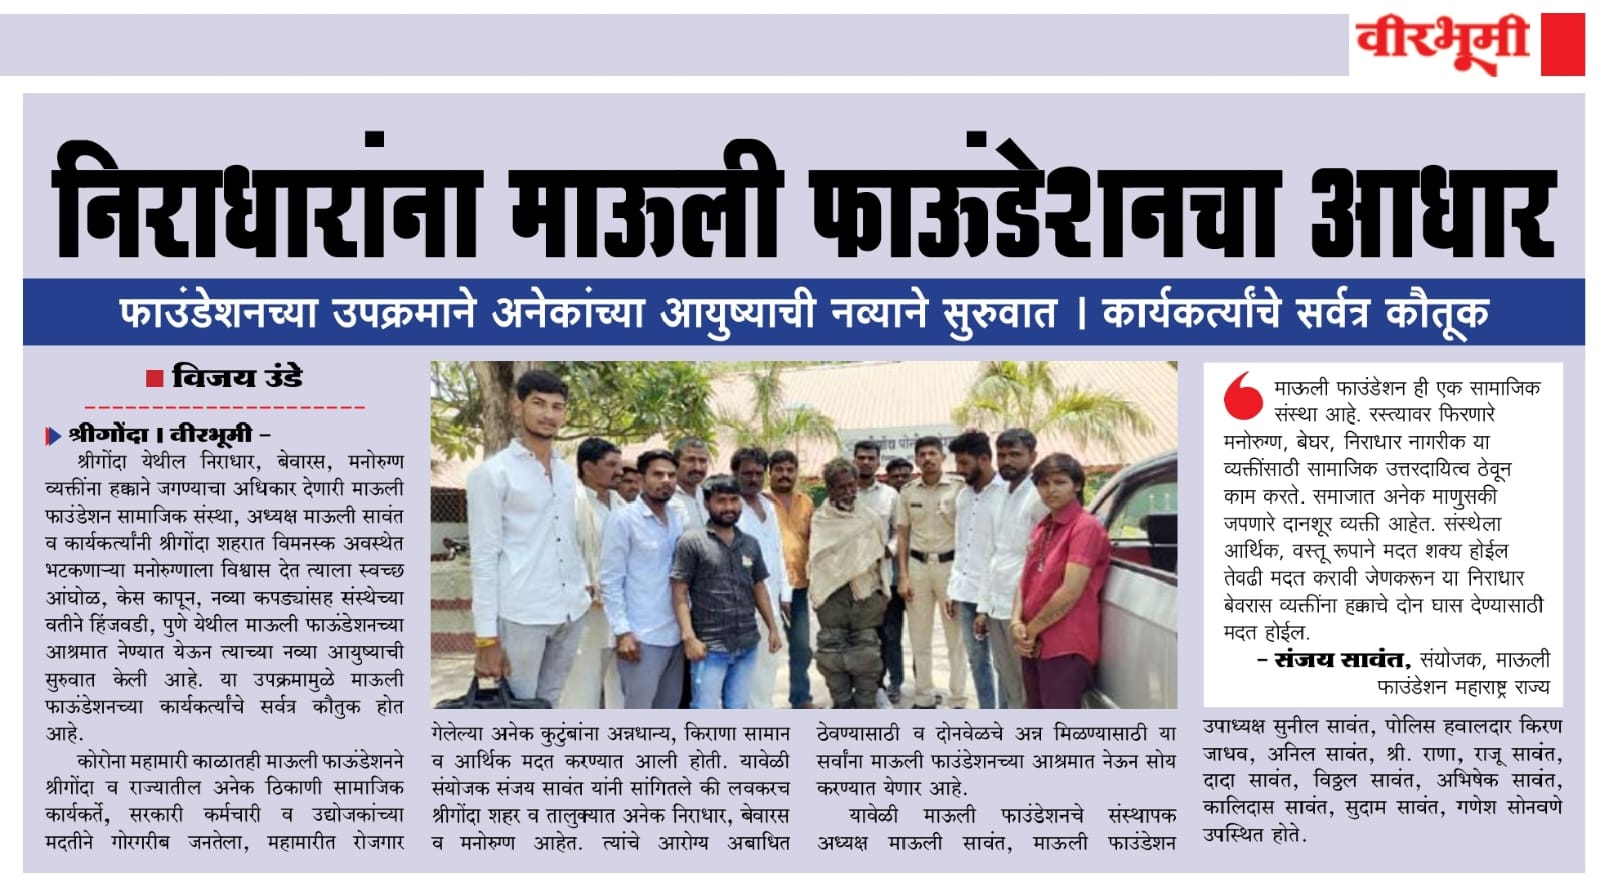 वीरभूमी
निराधारांना माऊली फाऊंडेशनचा आधार
फाउंडेशनच्या उपक्रमाने अनेकांच्या आयुष्याची नव्याने सुरुवात । कार्यकर्त्यांचे सर्वत्र कौतूक
विजय उंडे
श्रीगोंदा । वीरभूमी –
श्रीगोंदा येथील निराधार, बेवारस, मनोरुग्ण
व्यक्तींना हक्काने जगण्याचा अधिकार देणारी माऊली
फाउंडेशन सामाजिक संस्था, अध्यक्ष माऊली सावंत
व कार्यकर्त्यांनी श्रीगोंदा शहरात विमनस्क अवस्थेत
भटकणाऱ्या मनोरुग्णाला विश्वास देत त्याला स्वच्छ
आंघोळ, केस कापून, नव्या कपड्यांसह संस्थेच्या
वतीने हिंजवडी, पुणे येथील माऊली फाऊंडेशनच्या
आश्रमात नेण्यात येऊन त्याच्या नव्या आयुष्याची
सुरुवात केली आहे. या उपक्रमामुळे माऊली
फाऊंडेशनच्या कार्यकर्त्यांचे सर्वत्र कौतुक होत
आहे.
कोरोना महामारी काळातही माऊली फाऊंडेशनने
श्रीगोंदा व राज्यातील अनेक ठिकाणी सामाजिक
कार्यकर्ते, सरकारी कर्मचारी व उद्योजकांच्या
मदतीने गोरगरीब जनतेला, महामारीत रोजगार
गेलेल्या अनेक कुटुंबांना अन्नधान्य, किराणा सामान
व आर्थिक मदत करण्यात आली होती. यावेळी
संयोजक संजय सावंत यांनी सांगितले की लवकरच
श्रीगोंदा शहर व तालुक्यात अनेक निराधार, बेवारस
व मनोरुग्ण आहेत. त्यांचे आरोग्य अबाधित
ठेवण्यासाठी व दोनवेळचे अन्न मिळण्यासाठी या
सर्वांना माऊली फाउंडेशनच्या आश्रमात नेऊन सोय
करण्यात येणार आहे.
यावेळी माऊली फाउंडेशनचे संस्थापक
अध्यक्ष माऊली सावंत, माऊली फाउंडेशन
माऊली फाउंडेशन ही एक सामाजिक
संस्था आहे. रस्त्यावर फिरणारे
मनोरुग्ण, बेघर, निराधार नागरीक या
व्यक्तींसाठी सामाजिक उत्तरदायित्व ठेवून
काम करते. समाजात अनेक माणुसकी
जपणारे दानशूर व्यक्ती आहेत. संस्थेला
आर्थिक, वस्तू रूपाने मदत शक्य होईल
तेवढी मदत करावी जेणकरून या निराधार
बेवरास व्यक्तींना हक्काचे दोन घास देण्यासाठी
मदत होईल.
– संजय सावंत, संयोजक, माऊली
फाउंडेशन महाराष्ट्र राज्य
उपाध्यक्ष सुनील सावंत, पोलिस हवालदार किरण
जाधव, अनिल सावंत, श्री. राणा, राजू सावंत,
दादा सावंत, विठ्ठल सावंत, अभिषेक सावंत,
कालिदास सावंत, सुदाम सावंत, गणेश सोनवणे
उपस्थित होते.